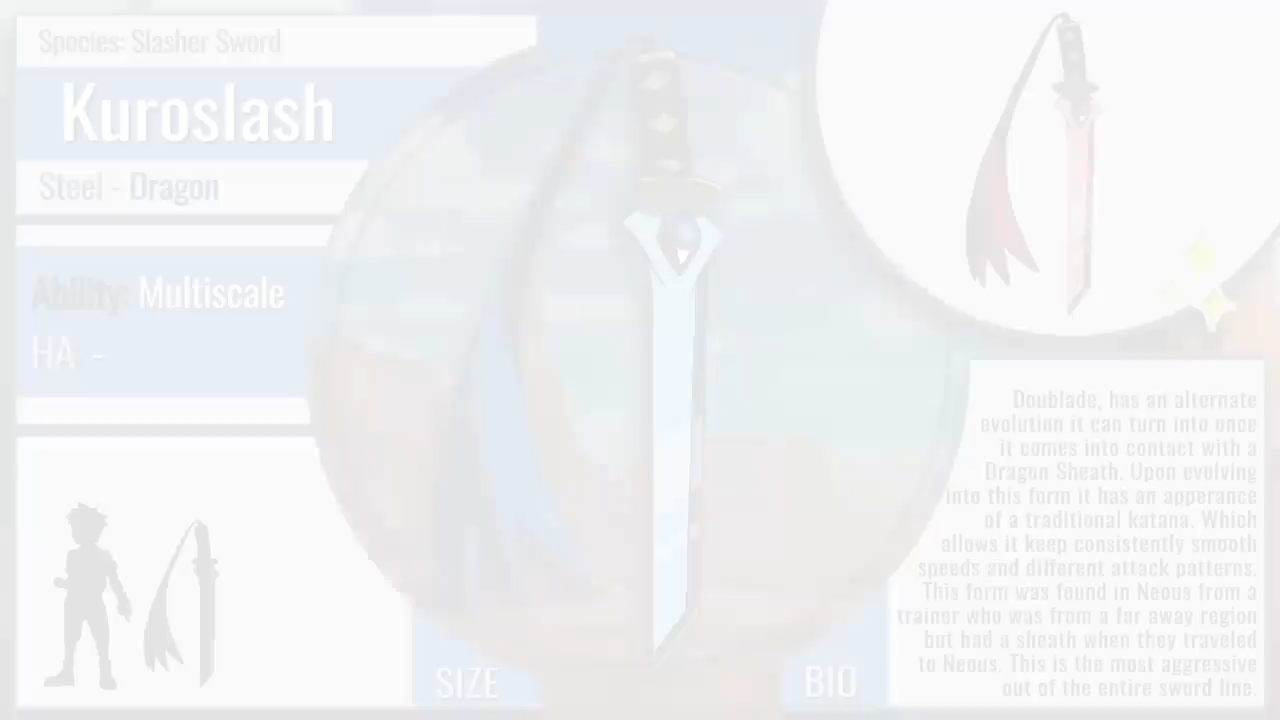 Species: Slasher Sword
Kuroslash
Steel - Dragon
Ability: Multiscale
HA -
SIZE
BIO
Doublade, has an alternate
evolution it can turn into once
it comes into contact with a
Dragon Sheath. Upon evolving
into this form it has an apperance
of a traditional katana. Which
allows it keep consistently smooth
speeds and different attack patterns.
This form was found in Neous from a
trainer who was from a far away region
but had a sheath when they traveled
to Neous. This is the most aggressive
out of the entire sword line.